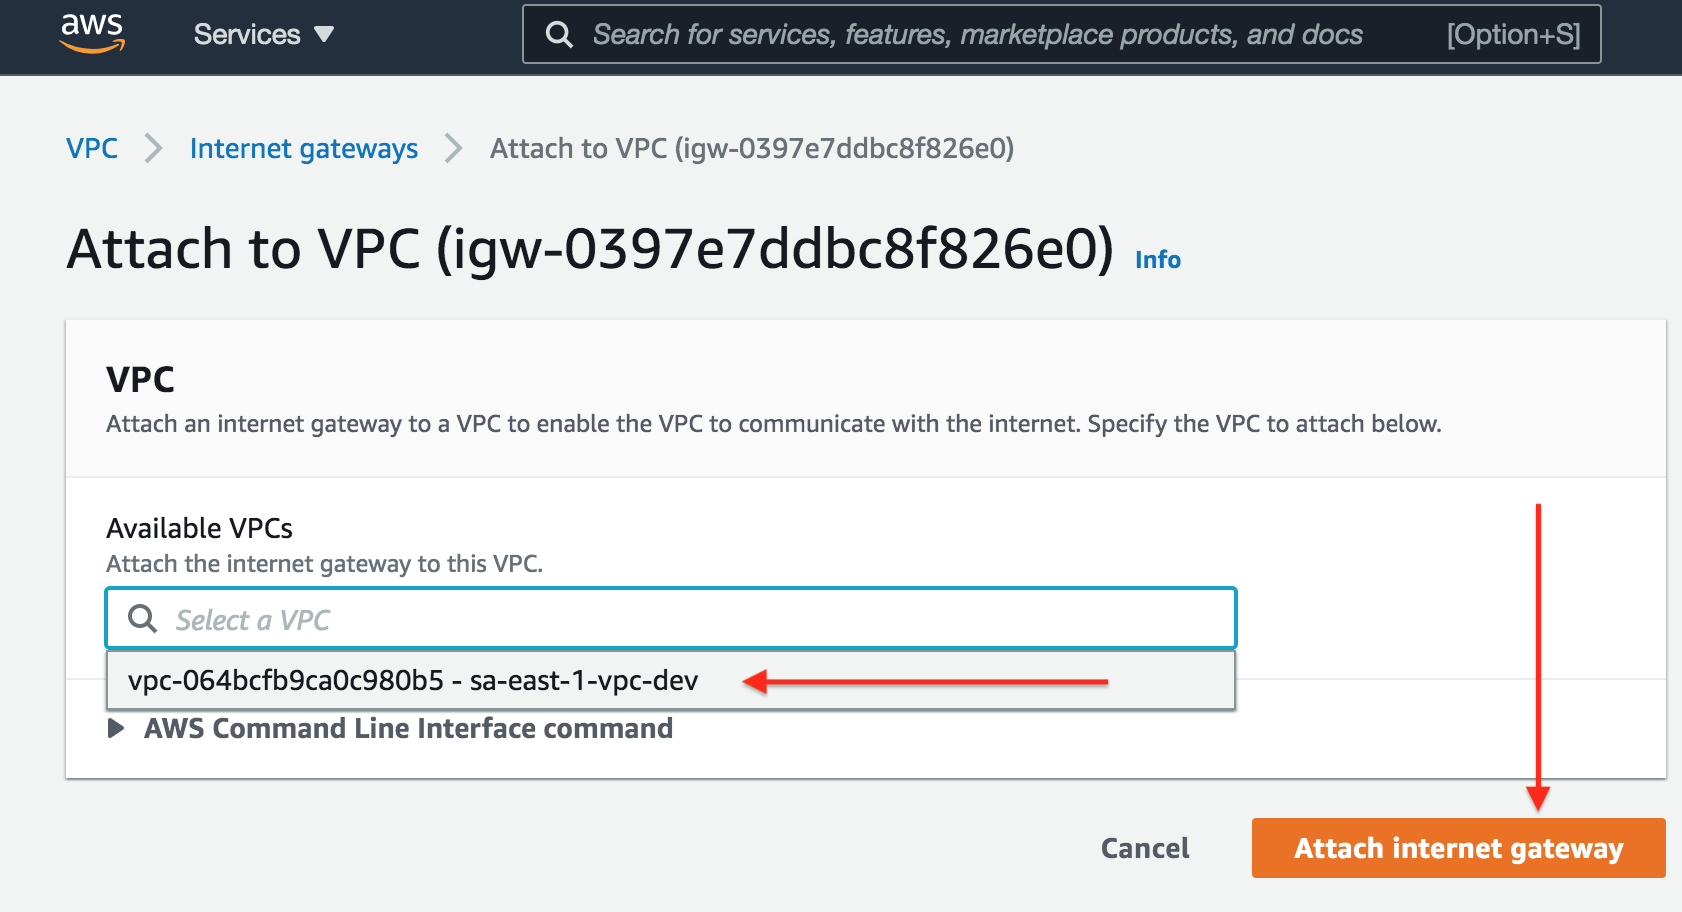 aws
Services ▼
Search for services, features, marketplace products, and docs [Option+S]
VPC > Internet gateways > Attach to VPC (igw-0397e7ddbc8f826e0)
Attach to VPC (igw-0397e7ddbc8f826e0) Info
VPC
Attach an internet gateway to a VPC to enable the VPC to communicate with the internet. Specify the VPC to attach below.
Available VPCs
Attach the internet gateway to this VPC.
Select a VPC
vpc-064bcfb9ca0c980b5 - sa-east-1-vpc-dev
AWS Command Line Interface command
Cancel
Attach internet gateway